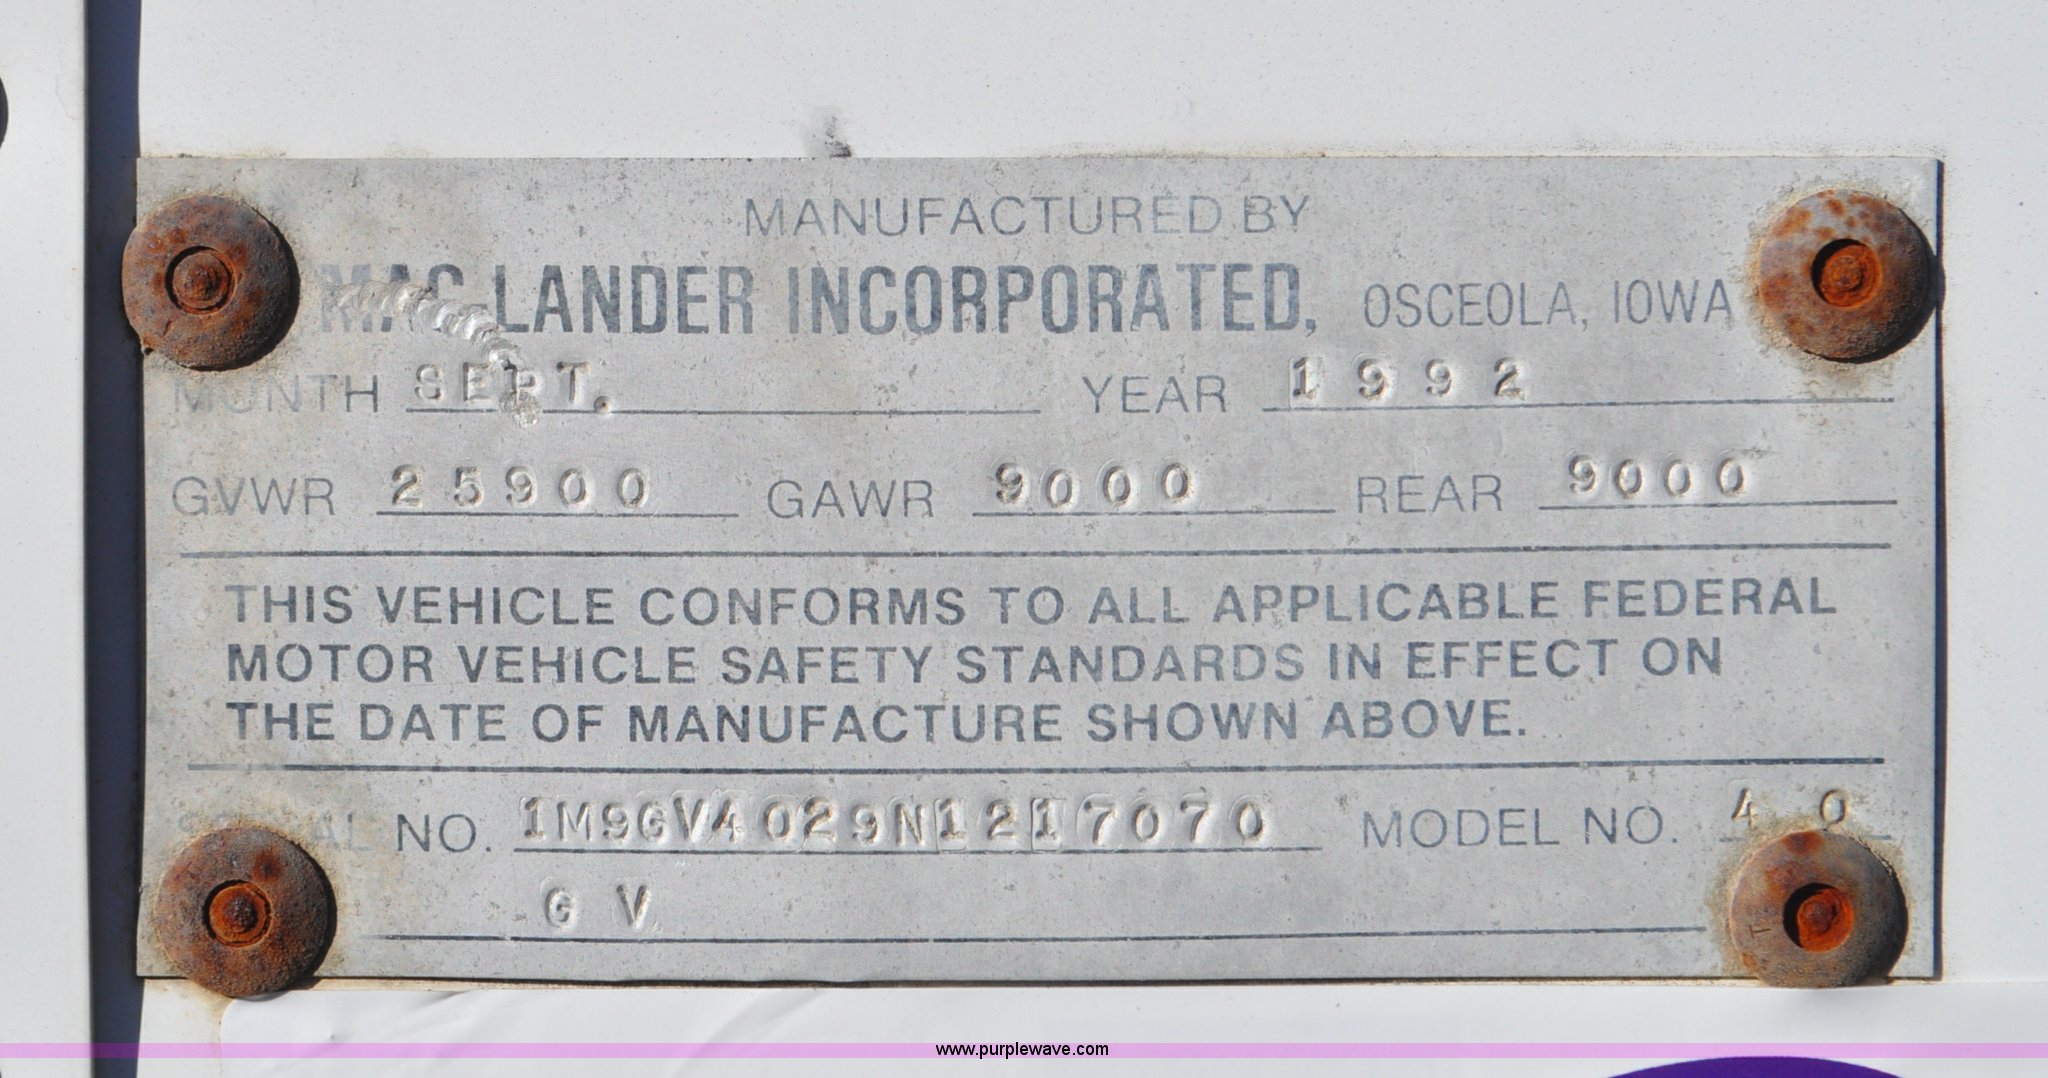 MANUFACTURED BY
MAC-LANDER INCORPORATED, OSCEOLA, IOWA
MONTH SEPT. YEAR 1992
GVWR 25900 GAWR 9000 REAR 9000
THIS VEHICLE CONFORMS TO ALL APPLICABLE FEDERAL
MOTOR VEHICLE SAFETY STANDARDS IN EFFECT ON
THE DATE OF MANUFACTURE SHOWN ABOVE.
SERIAL NO. 1M9GV4029N1217070 MODEL NO. 40
GV
www.purplewave.com